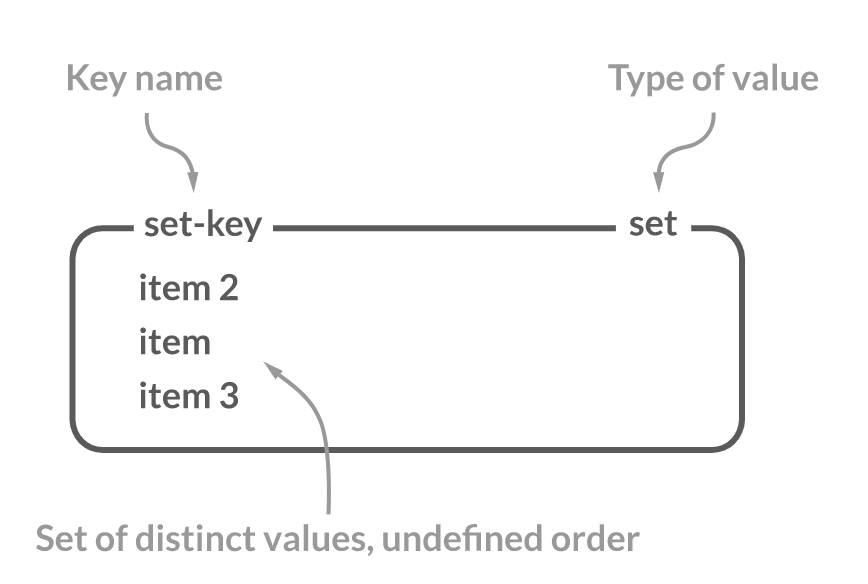 Key name
Type of value
set-key
set
item 2
item
item 3
Set of distinct values, undefined order